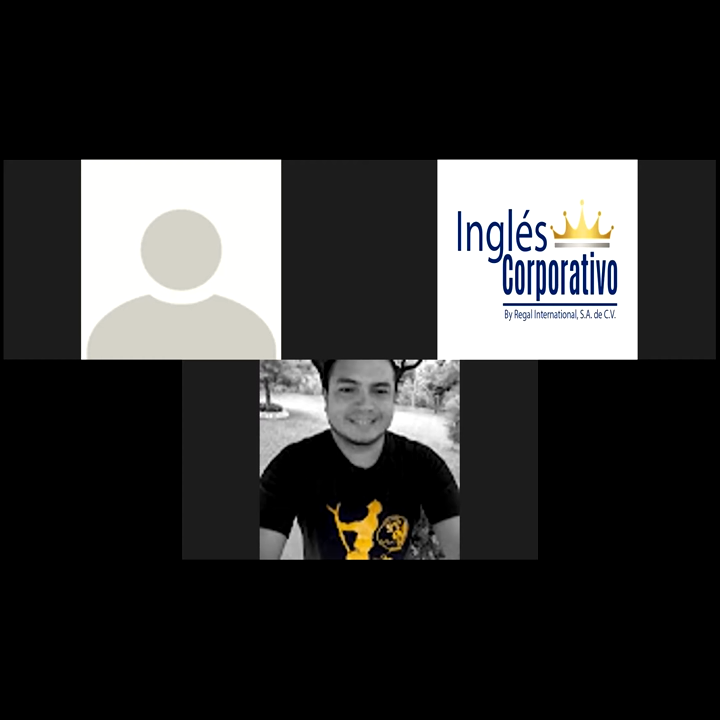 Inglés
Corporativo
By Regal International, S.A. de C.V.